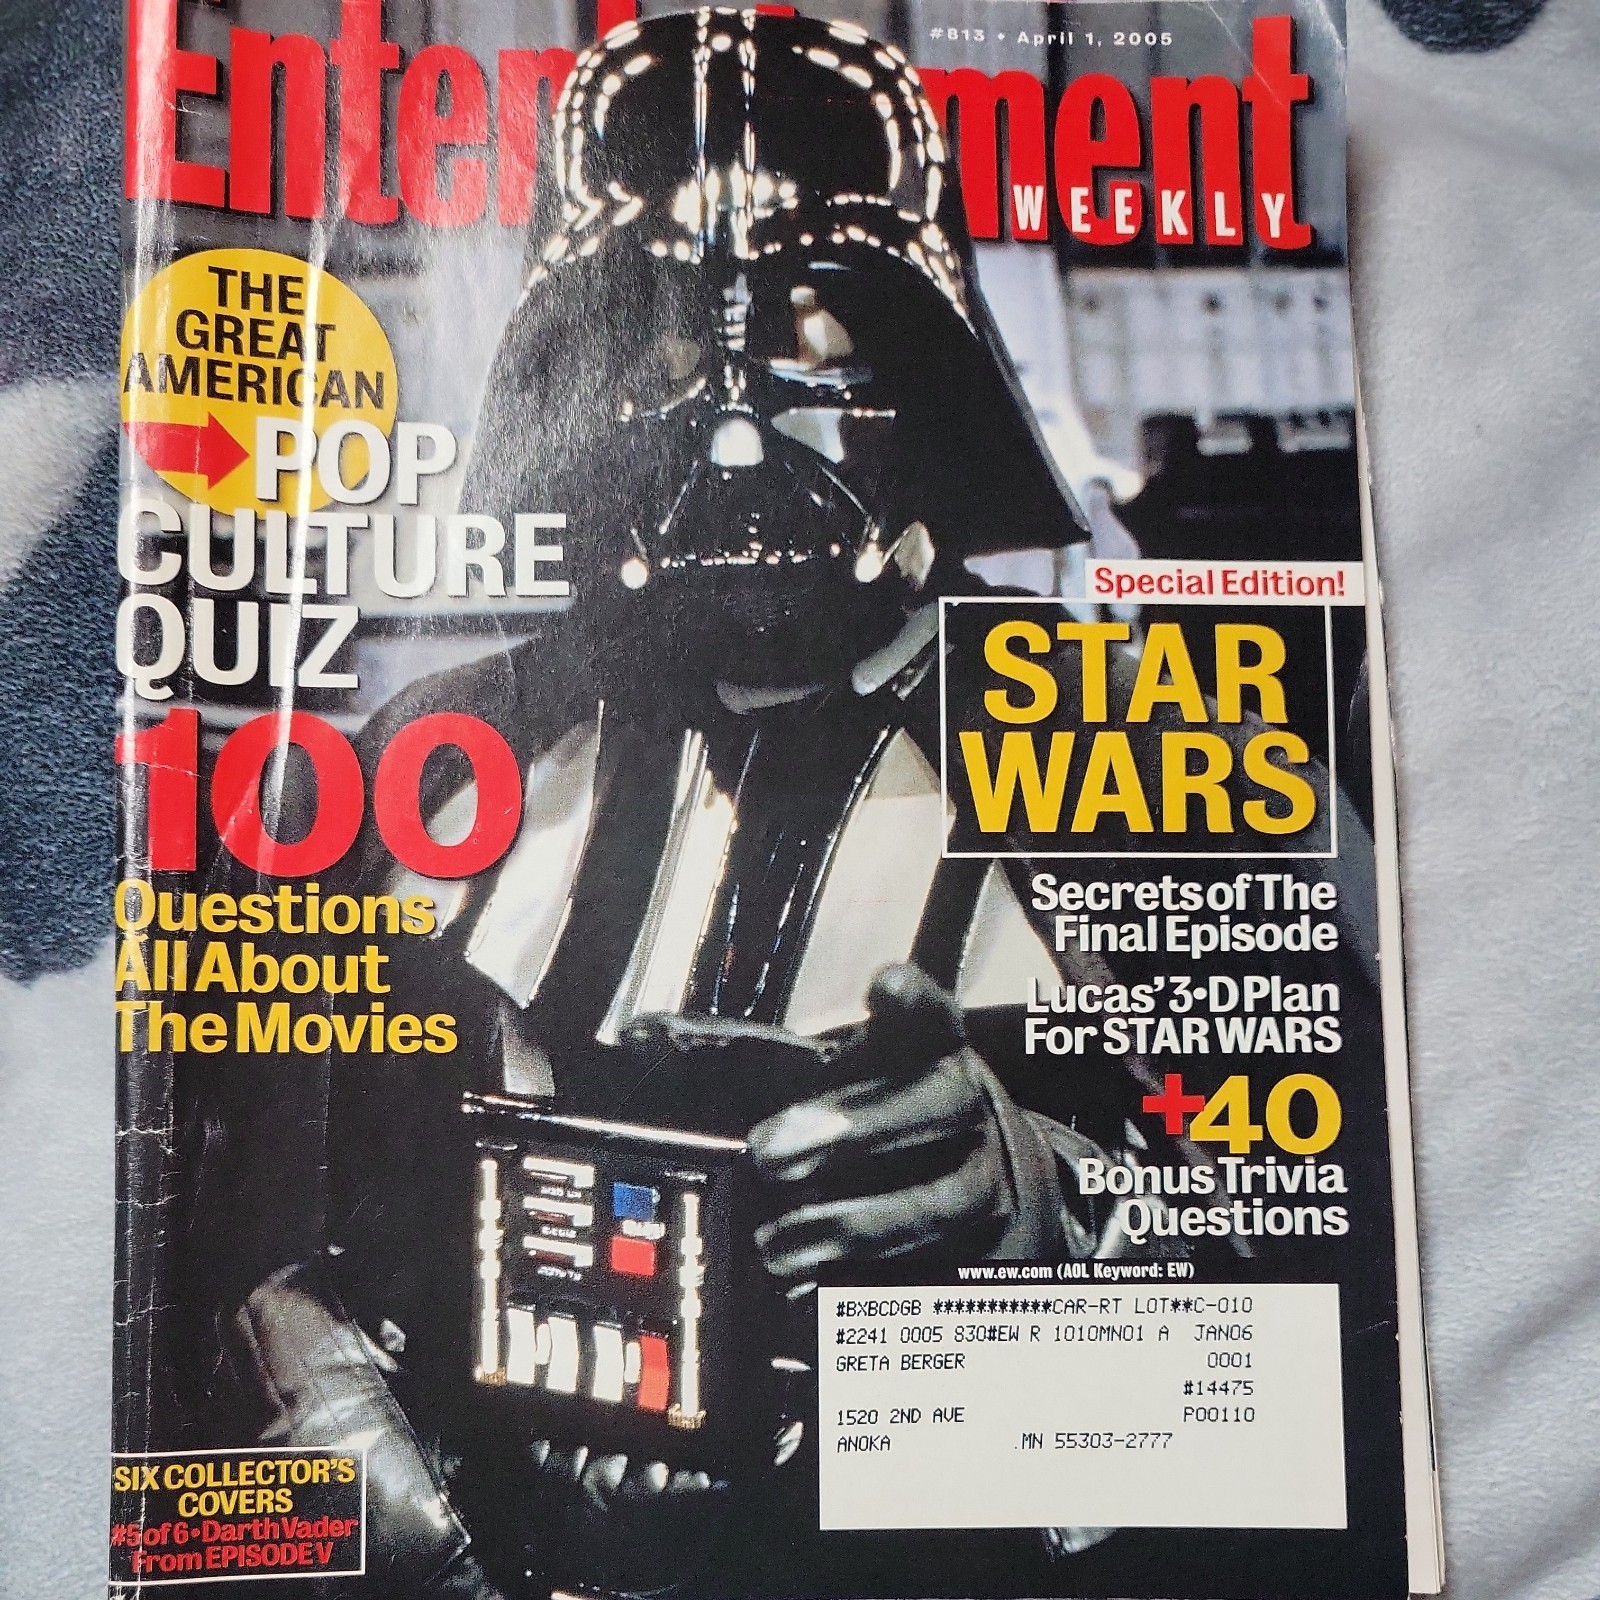 #813 • April 1, 2005
Enter ment
WEEKLY
THE
GREAT
AMERICAN
POP
CULTURE
QUIZ
100
Questions
All About
The Movies
Special Edition!
STAR
WARS
Secrets of The
Final Episode
Lucas' 3•D Plan
For STAR WARS
+40
Bonus Trivia
Questions
www.ew.com (AOL Keyword: EW)
#BXBCDGB ***********CAR-RT LOT**C-010
#2241 0005 830#EW R 1010MN01 A JAN06
GRETA BERGER 0001
#14475
1520 2ND AVE P00110
ANOKA .MN 55303-2777
SIX COLLECTOR'S
COVERS
#5 of 6 • Darth Vader
From EPISODE V